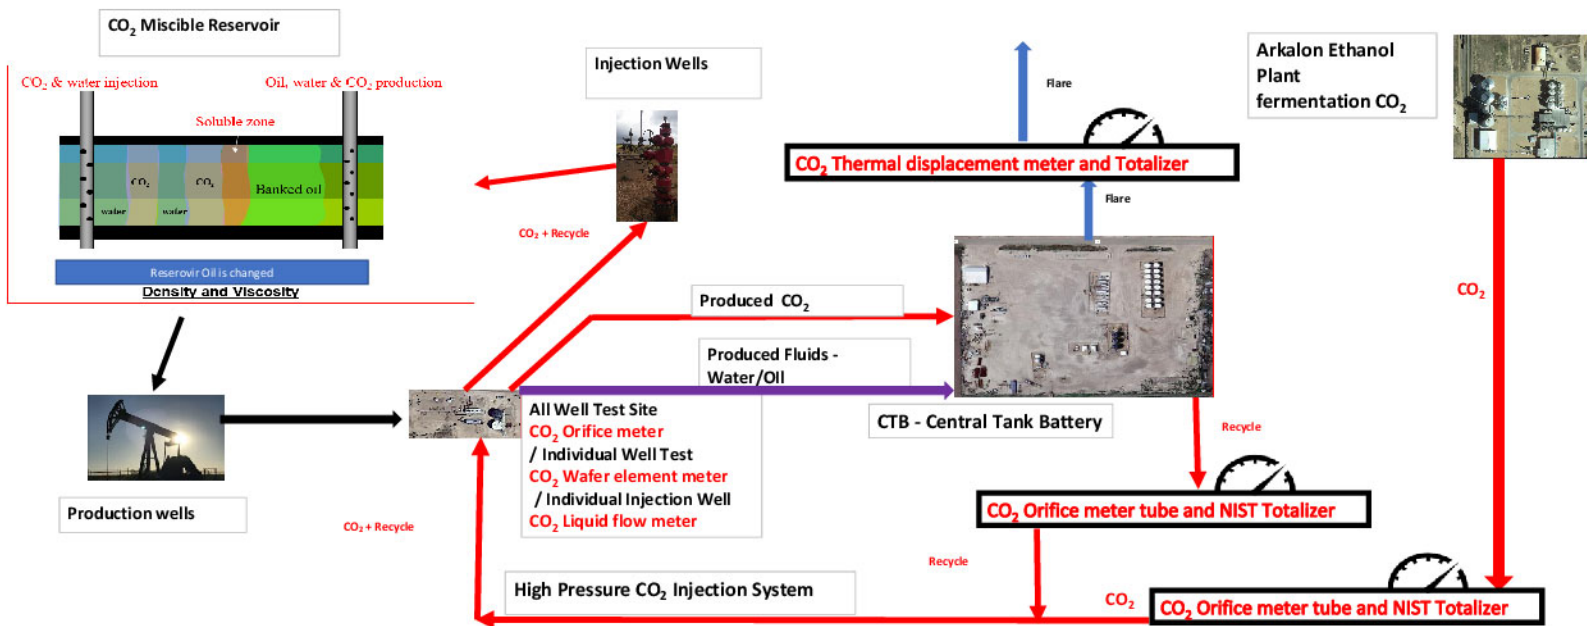 CO₂ Miscible Reservoir
CO₂ & water injection
Oil, water & CO₂ production
Soluble zone
CO₂
CO₂
Banked oil
water
water
Reservoir Oil is changed
Density and Viscosity
Injection Wells
CO₂ + Recycle
Flare
CO₂ Thermal displacement meter and Totalizer
Flare
Arkalon Ethanol
Plant
fermentation CO₂
CO₂
Produced CO₂
Produced Fluids -
Water/Oil
CTB - Central Tank Battery
Production wells
All Well Test Site
CO₂ Orifice meter
/ Individual Well Test
CO₂ Wafer element meter
/ Individual Injection Well
CO₂ Liquid flow meter
CO₂ + Recycle
Recycle
CO₂ Orifice meter tube and NIST Totalizer
Recycle
High Pressure CO₂ Injection System
CO₂
CO₂ Orifice meter tube and NIST Totalizer